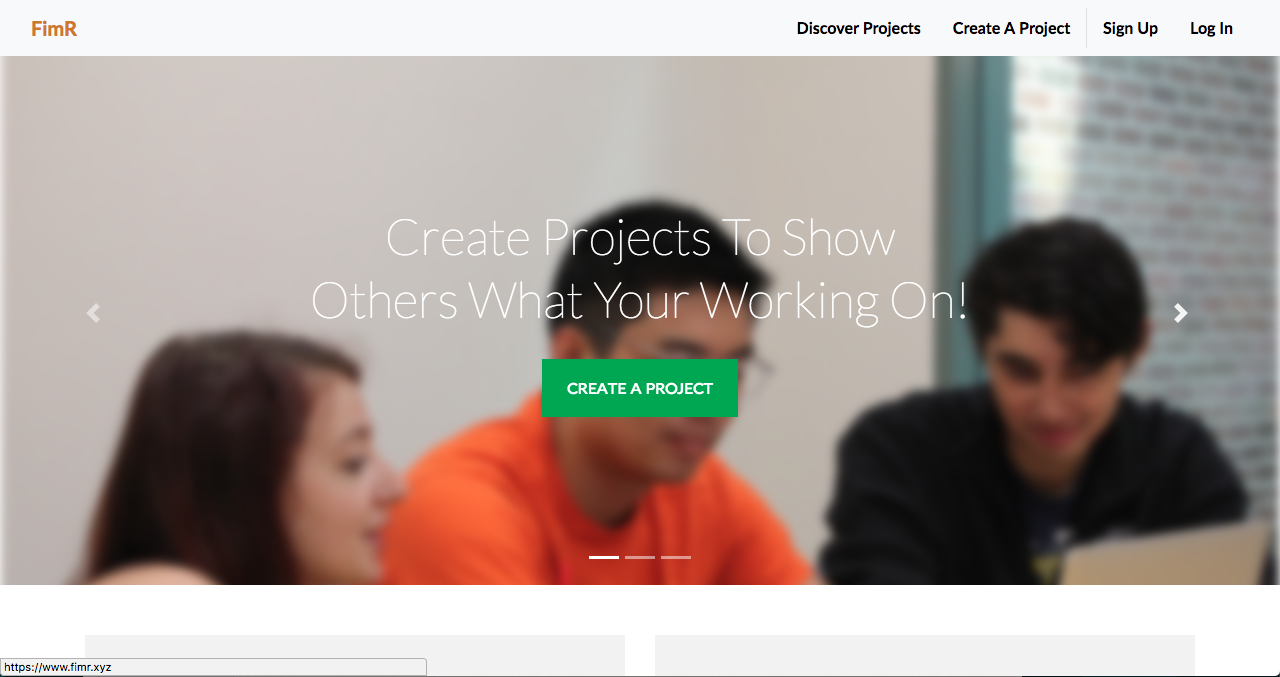 FimR
Discover Projects
Create A Project
Sign Up
Log In
Create Projects To Show
Others What Your Working On!
CREATE A PROJECT
https://www.fimr.xyz